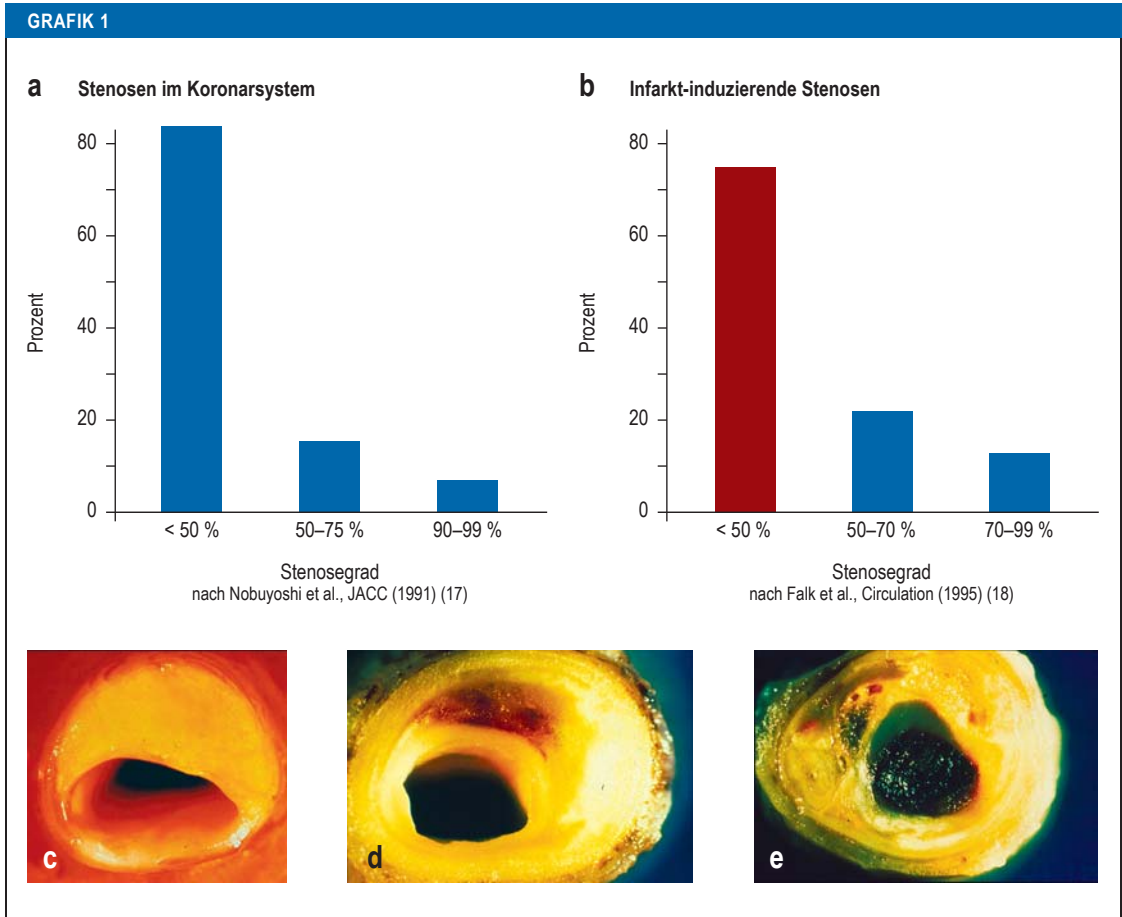 GRAFIK 1
a Stenosen im Koronarsystem
80
60
40
20
0
Prozent
< 50 %
50–75 %
90–99 %
Stenosegrad
nach Nobuyoshi et al., JACC (1991) (17)
b Infarkt-induzierende Stenosen
80
60
40
20
0
Prozent
< 50 %
50–70 %
70–99 %
Stenosegrad
nach Falk et al., Circulation (1995) (18)
c
d
e